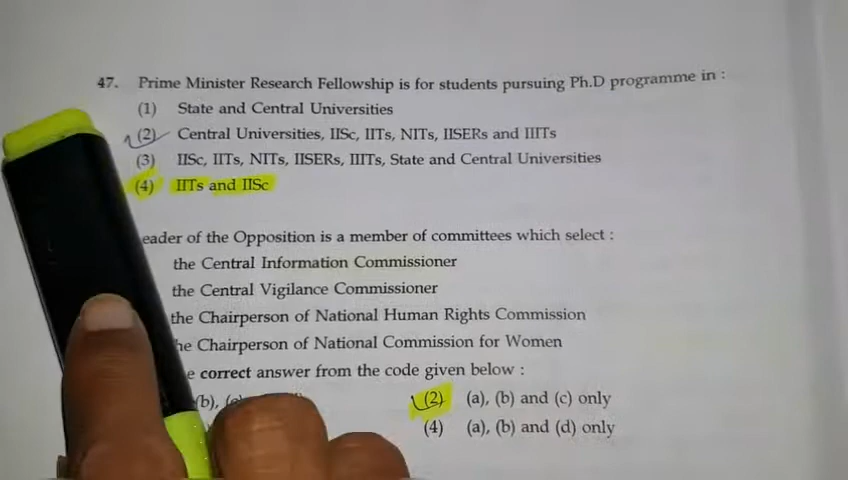 47. Prime Minister Research Fellowship is for students pursuing Ph.D programme in :
(1) State and Central Universities
(2) Central Universities, IISc, IITs, NITs, IISERs and IIITs
(3) IISc, IITs, NITs, IISERs, IIITs, State and Central Universities
(4) IITs and IISc
eader of the Opposition is a member of committees which select :
the Central Information Commissioner
the Central Vigilance Commissioner
the Chairperson of National Human Rights Commission
he Chairperson of National Commission for Women
e correct answer from the code given below :
(b), (2) (a), (b) and (c) only
(4) (a), (b) and (d) only